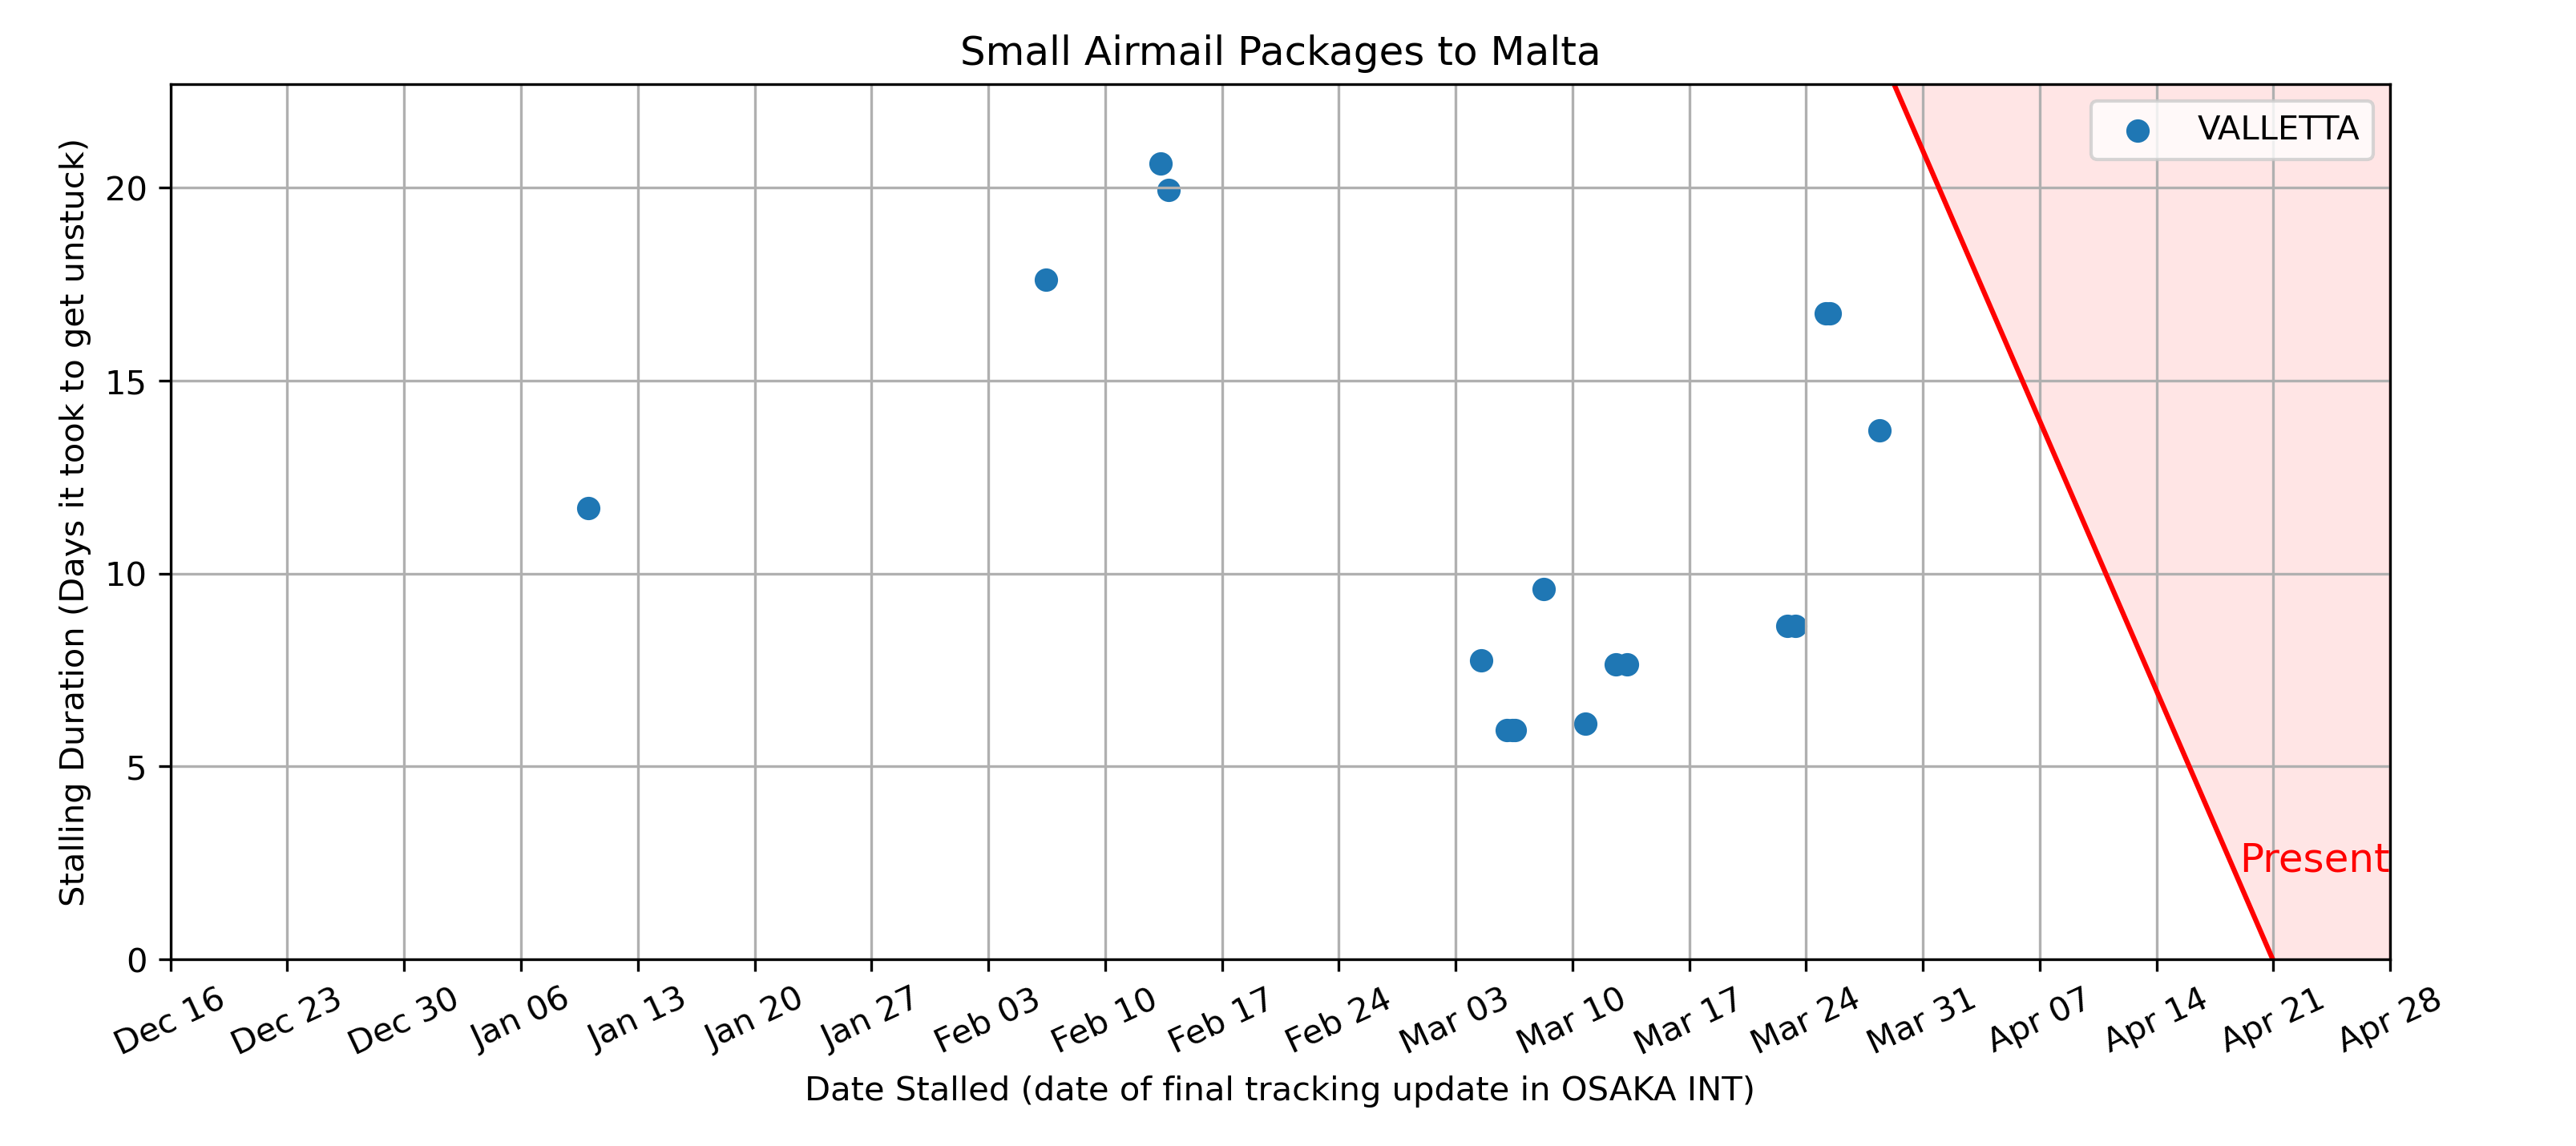 Small Airmail Packages to Malta
VALLETTA
Stalling Duration (Days it took to get unstuck)
20
15
10
5
0
Present
Dec 16
Dec 23
Dec 30
Jan 06
Jan 13
Jan 20
Jan 27
Feb 03
Feb 10
Feb 17
Feb 24
Mar 03
Mar 10
Mar 17
Mar 24
Mar 31
Apr 07
Apr 14
Apr 21
Apr 28
Date Stalled (date of final tracking update in OSAKA INT)